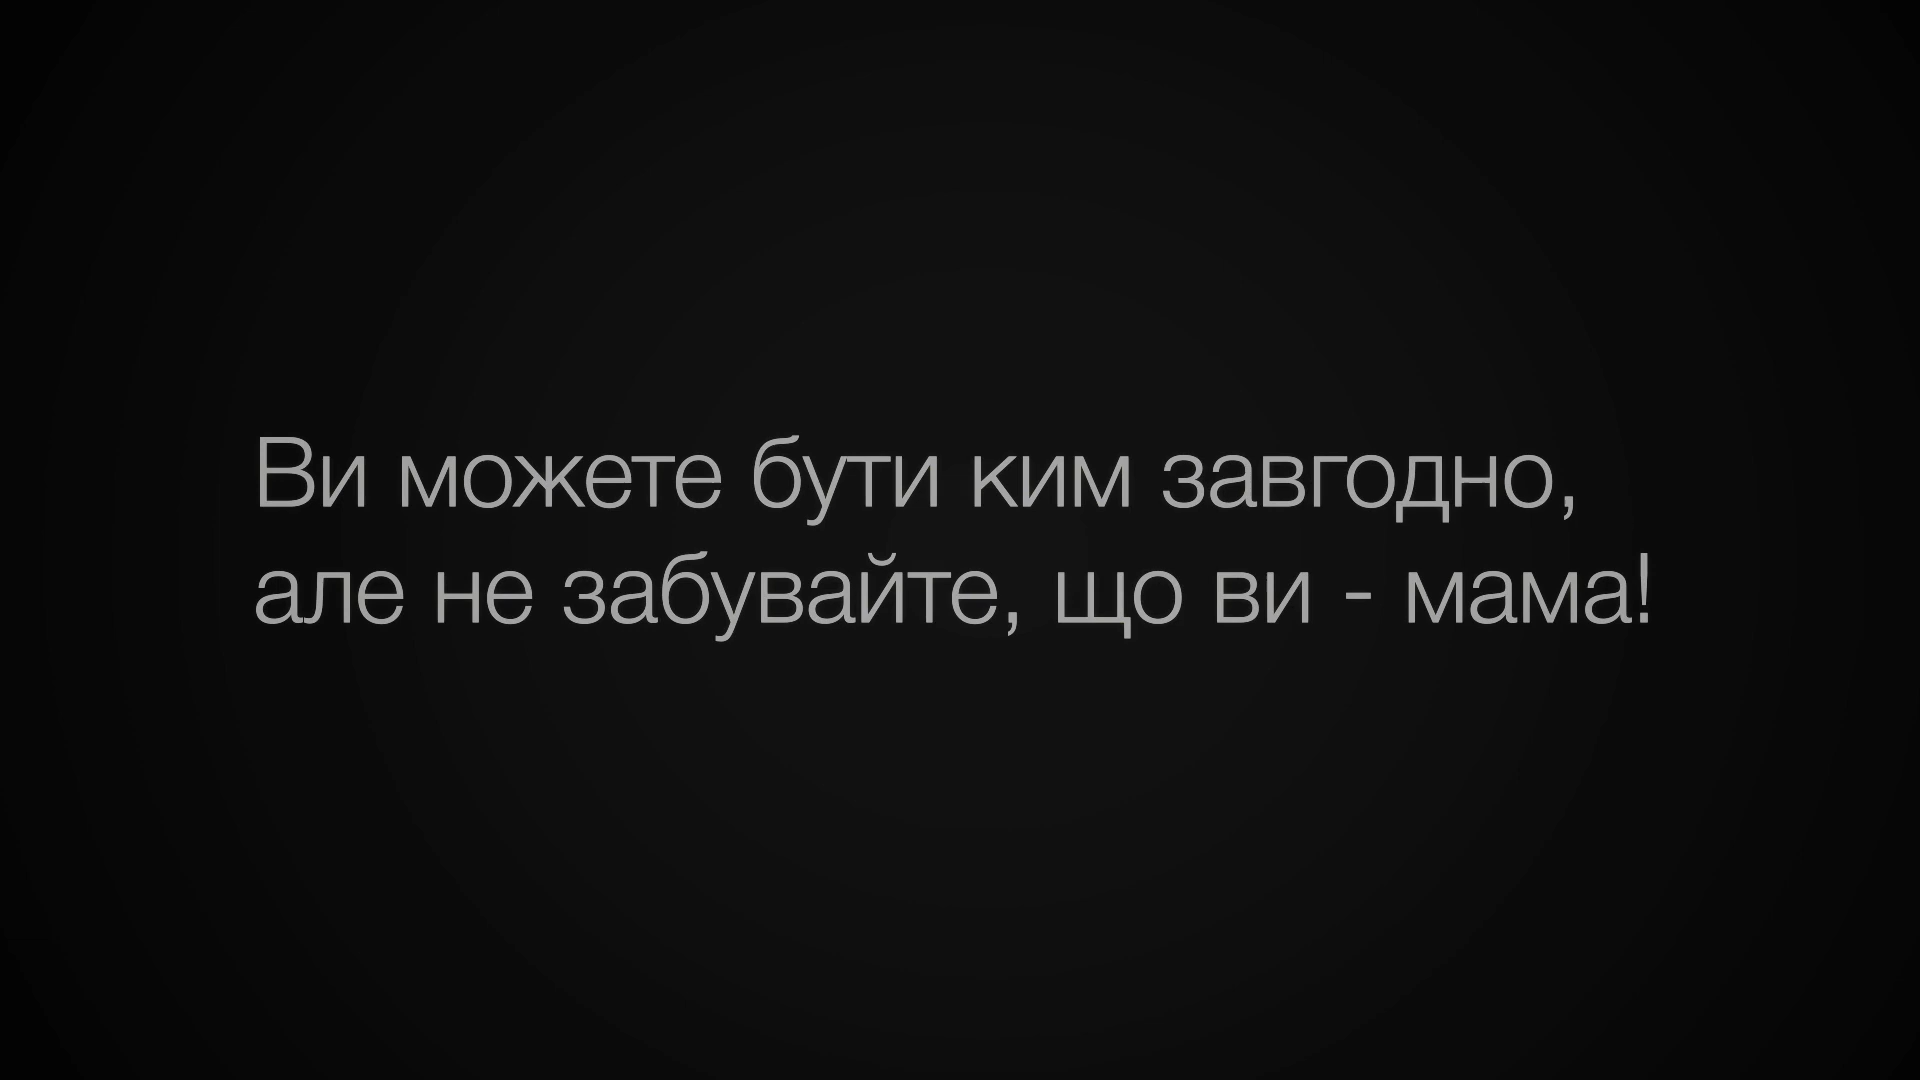 Ви можете бути ким завгодно,
але не забувайте, що ви - мама!